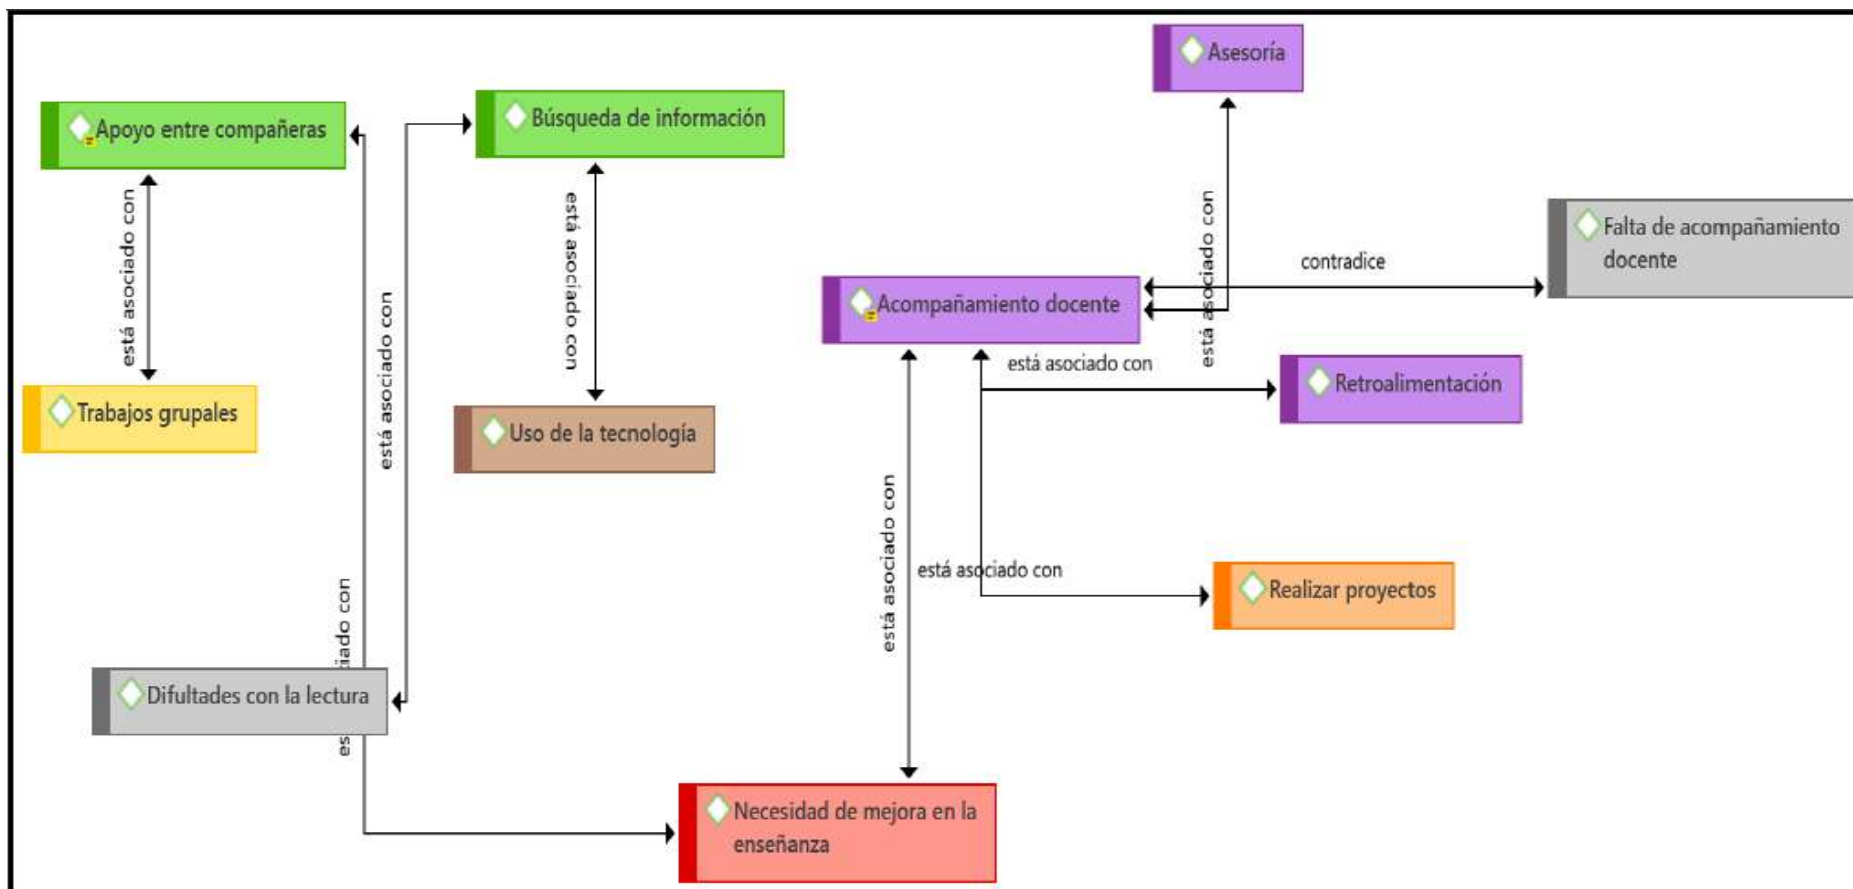 Asesoría
Apoyo entre compañeras
Búsqueda de información
está asociado con
está asociado con
está asociado con
está asociado con
Falta de acompañamiento
docente
contradice
Acompañamiento docente
está asociado con
Retroalimentación
Trabajos grupales
Uso de la tecnología
está asociado con
está asociado con
Realizar proyectos
Difultades con la lectura
Necesidad de mejora en la
enseñanza